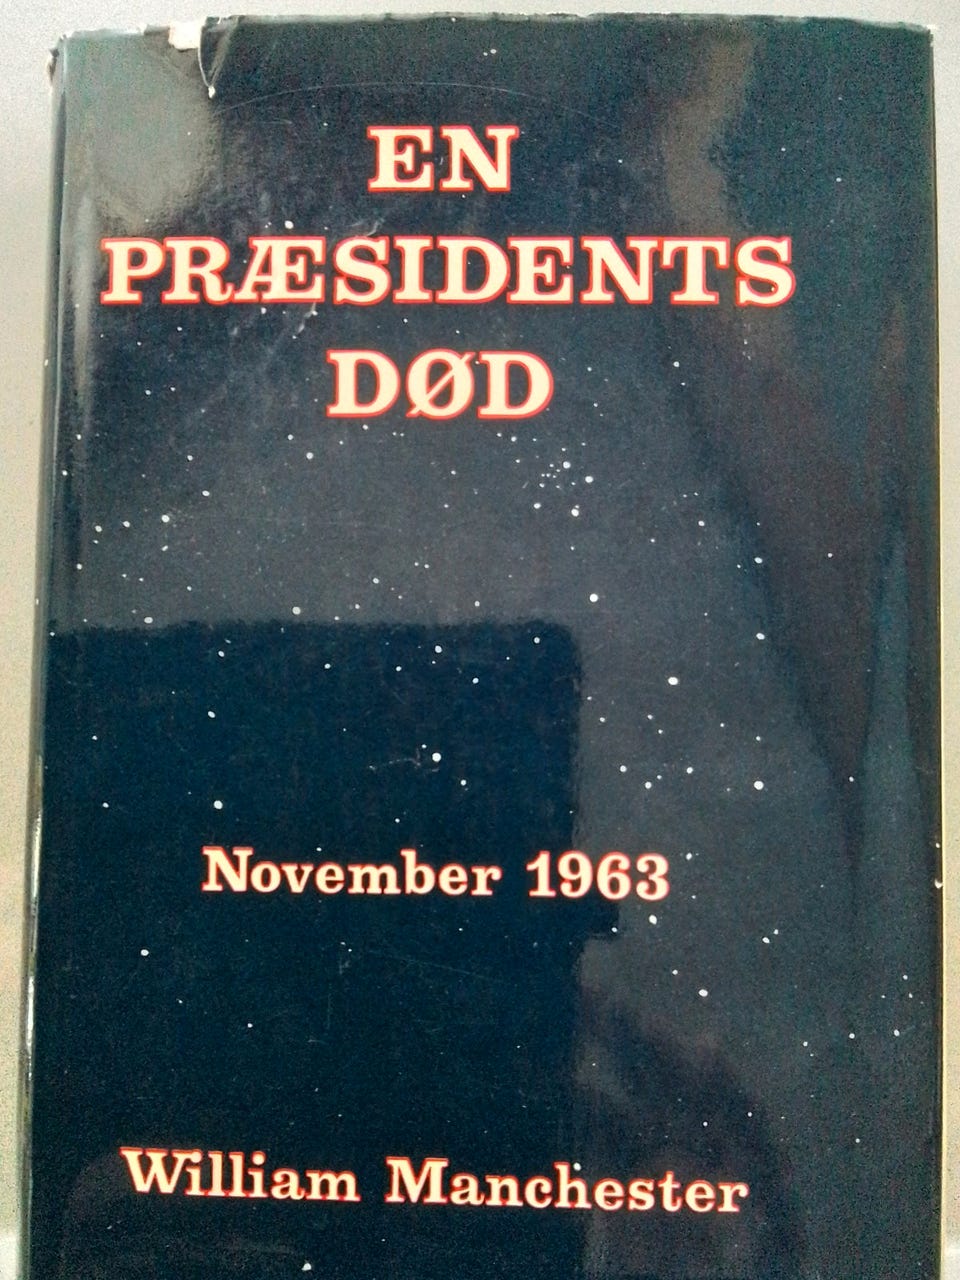 EN
PRÆSIDENTS
DØD
November 1963
William Manchester